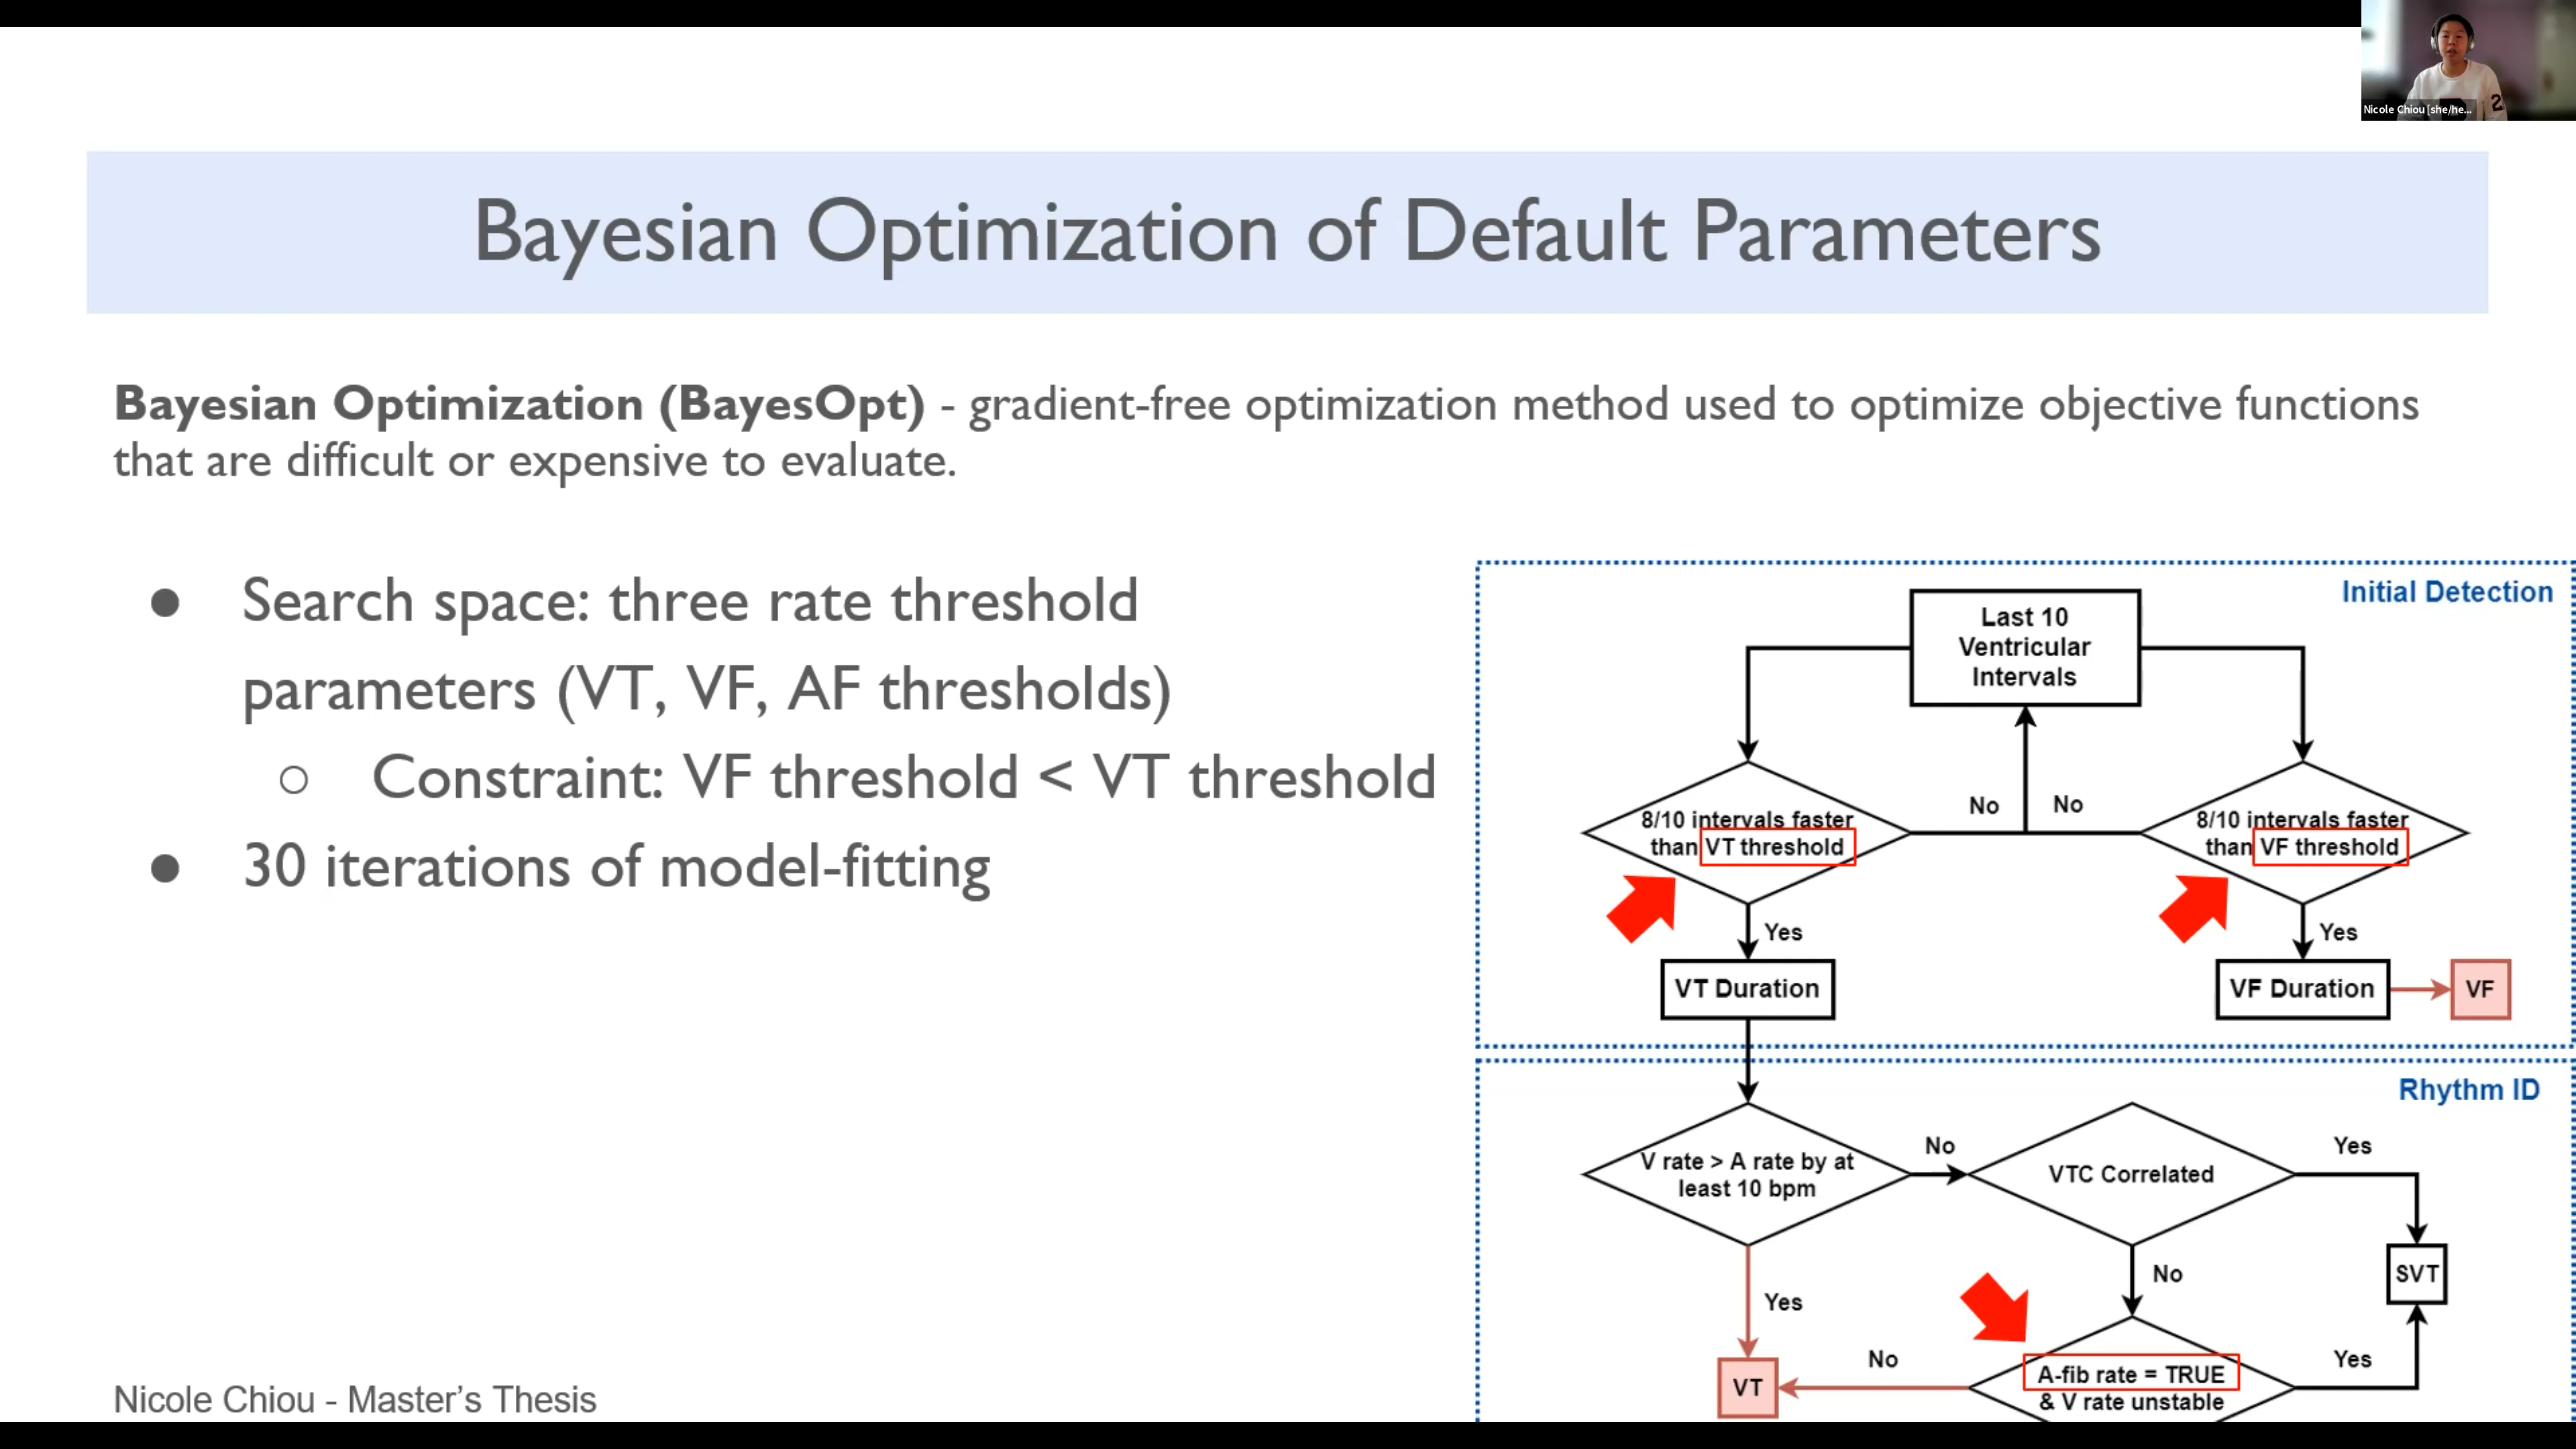 Nicole Chiou [she/he...
2
Bayesian Optimization of Default Parameters
Bayesian Optimization (BayesOpt) - gradient-free optimization method used to optimize objective functions
that are difficult or expensive to evaluate.
● Search space: three rate threshold
parameters (VT, VF, AF thresholds)
○ Constraint: VF threshold < VT threshold
● 30 iterations of model-fitting
Initial Detection
Last 10
Ventricular
Intervals
8/10 intervals faster
than VT threshold
No
No
8/10 intervals faster
than VF threshold
Yes
Yes
VT Duration
VF Duration
VF
Rhythm ID
V rate > A rate by at
least 10 bpm
No
VTC Correlated
Yes
Yes
No
SVT
VT
No
A-fib rate = TRUE
& V rate unstable
Yes
Nicole Chiou - Master's Thesis